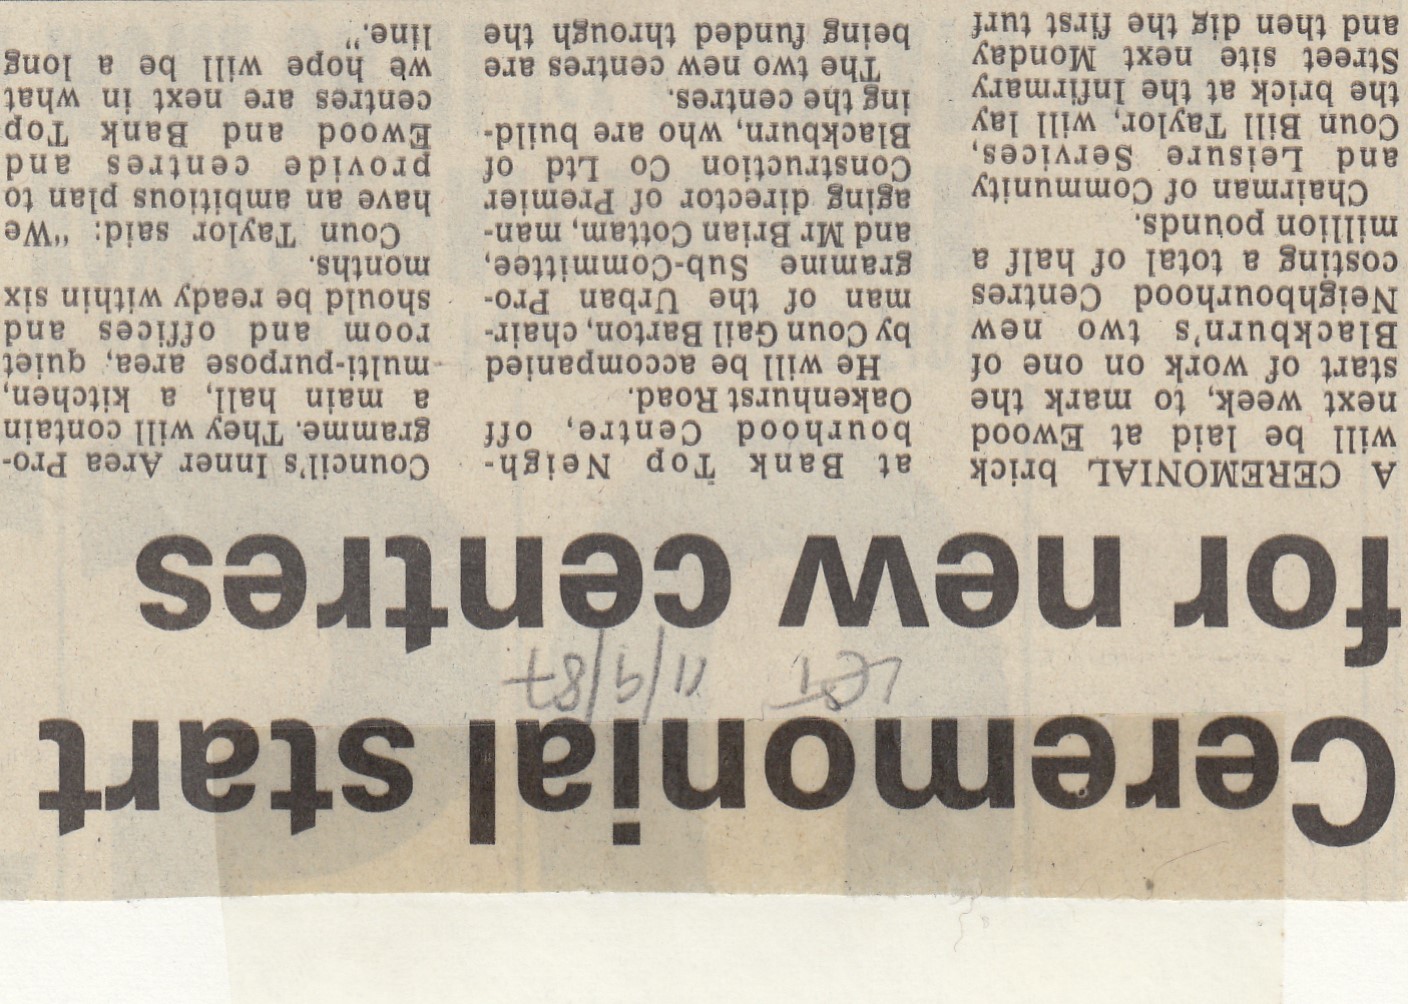 Ceremonial start
LET 11/9/87
for new centres
A CEREMONIAL brick
will be laid at Ewood
next week, to mark the
start of work on one of
Blackburn's two new
Neighbourhood Centres
costing a total of half a
million pounds.
Chairman of Community
and Leisure Services,
Coun Bill Taylor, will lay
the brick at the Infirmary
Street site next Monday
and then dig the first turf
at Bank Top Neigh-
bourhood Centre, off
Oakenhurst Road.
He will be accompanied
by Coun Gail Barton, chair-
man of the Urban Pro-
gramme Sub-Committee,
and Mr Brian Cottam, man-
aging director of Premier
Construction Co Ltd of
Blackburn, who are build-
ing the centres.
The two new centres are
being funded through the
Council's Inner Area Pro-
gramme. They will contain
a main hall, a kitchen,
multi-purpose area, quiet
room and offices and
should be ready within six
months.
Coun Taylor said: "We
have an ambitious plan to
provide centres and
Ewood and Bank Top
centres are next in what
we hope will be a long
line."